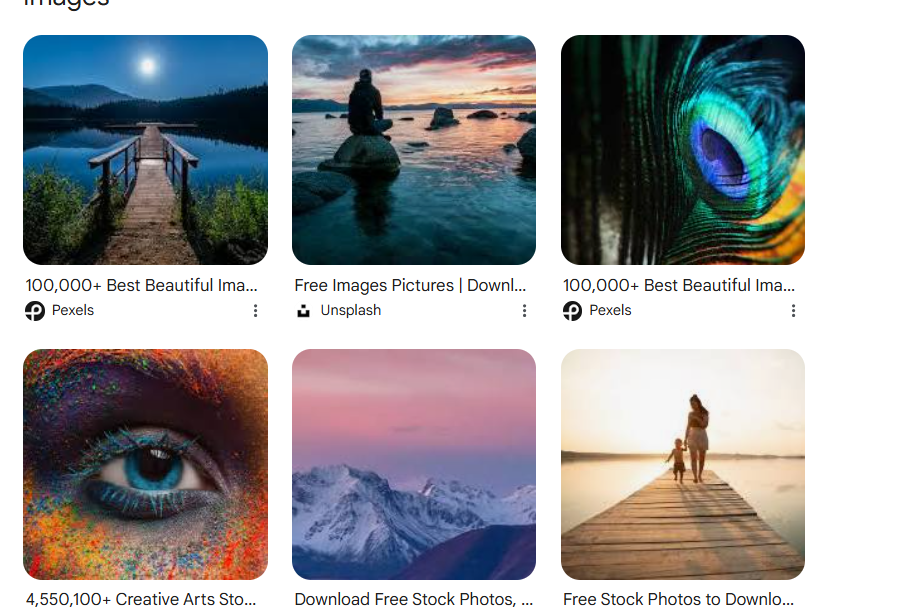 Images
100,000+ Best Beautiful Ima...
Free Images Pictures | Downl...
100,000+ Best Beautiful Ima...
Pexels
Unsplash
Pexels
4,550,100+ Creative Arts Sto...
Download Free Stock Photos, ...
Free Stock Photos to Downlo...